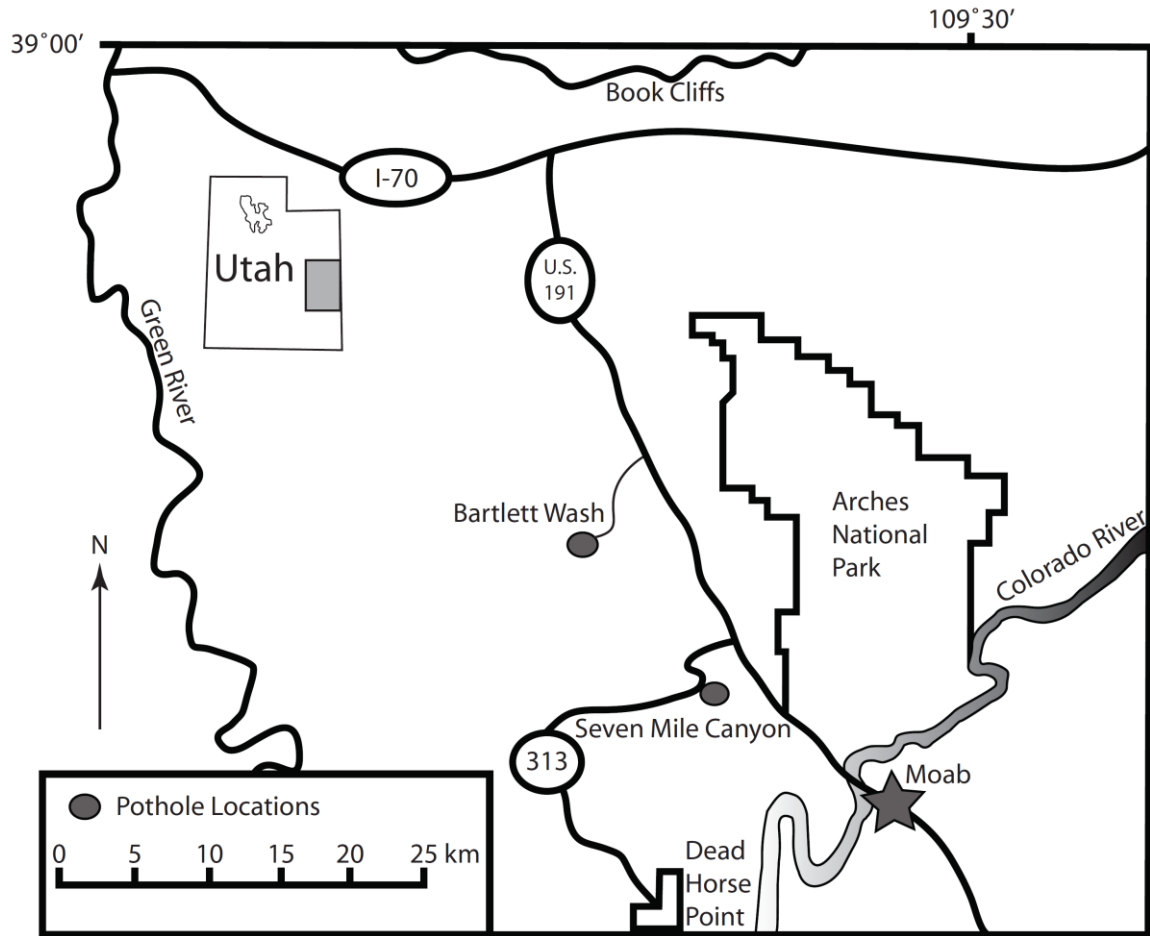 39°00’
109°30’
Book Cliffs
I-70
Utah
U.S.
191
Green River
Bartlett Wash
Arches
National
Park
Colorado River
N
Seven Mile Canyon
313
Moab
Pothole Locations
0 5 10 15 20 25 km
Dead
Horse
Point